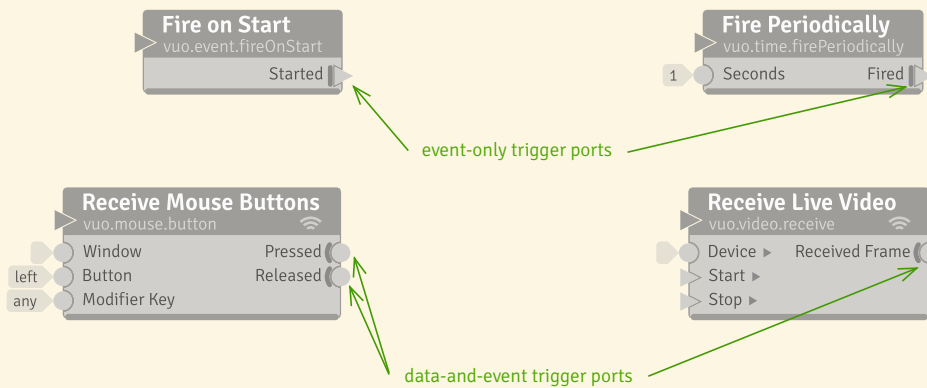 Fire on Start
vuo.event.fireOnStart
Started
Fire Periodically
vuo.time.firePeriodically
1 Seconds Fired
event-only trigger ports
Receive Mouse Buttons
vuo.mouse.button
Window Pressed
left Button Released
any Modifier Key
Receive Live Video
vuo.video.receive
Device Received Frame
Start
Stop
data-and-event trigger ports